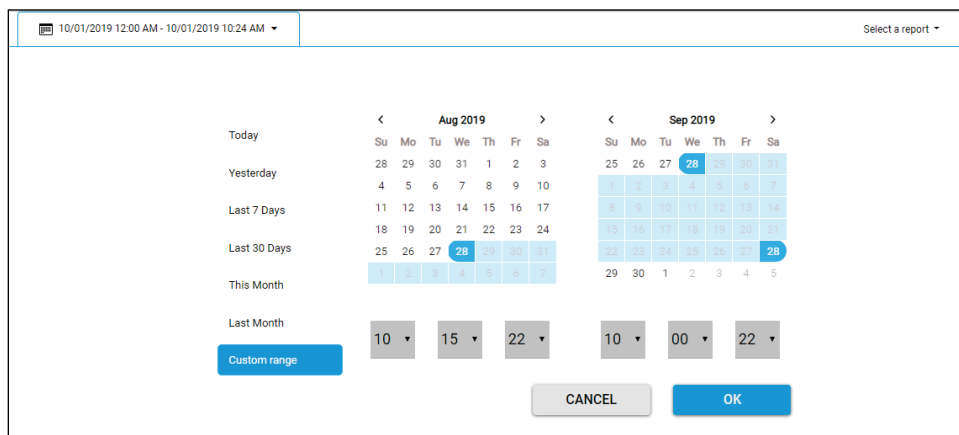 10/01/2019 12:00 AM - 10/01/2019 10:24 AM
Select a report
Today
Yesterday
Last 7 Days
Last 30 Days
This Month
Last Month
Custom range
Aug 2019
Su Mo Tu We Th Fr Sa
28 29 30 31 1 2 3
4 5 6 7 8 9 10
11 12 13 14 15 16 17
18 19 20 21 22 23 24
25 26 27 28 29 30 31
1 2 3 4 5 6 7
10 15 22
Sep 2019
Su Mo Tu We Th Fr Sa
25 26 27 28 29 30 31
1 2 3 4 5 6 7
8 9 10 11 12 13 14
15 16 17 18 19 20 21
22 23 24 25 26 27 28
29 30 1 2 3 4 5
10 00 22
CANCEL OK